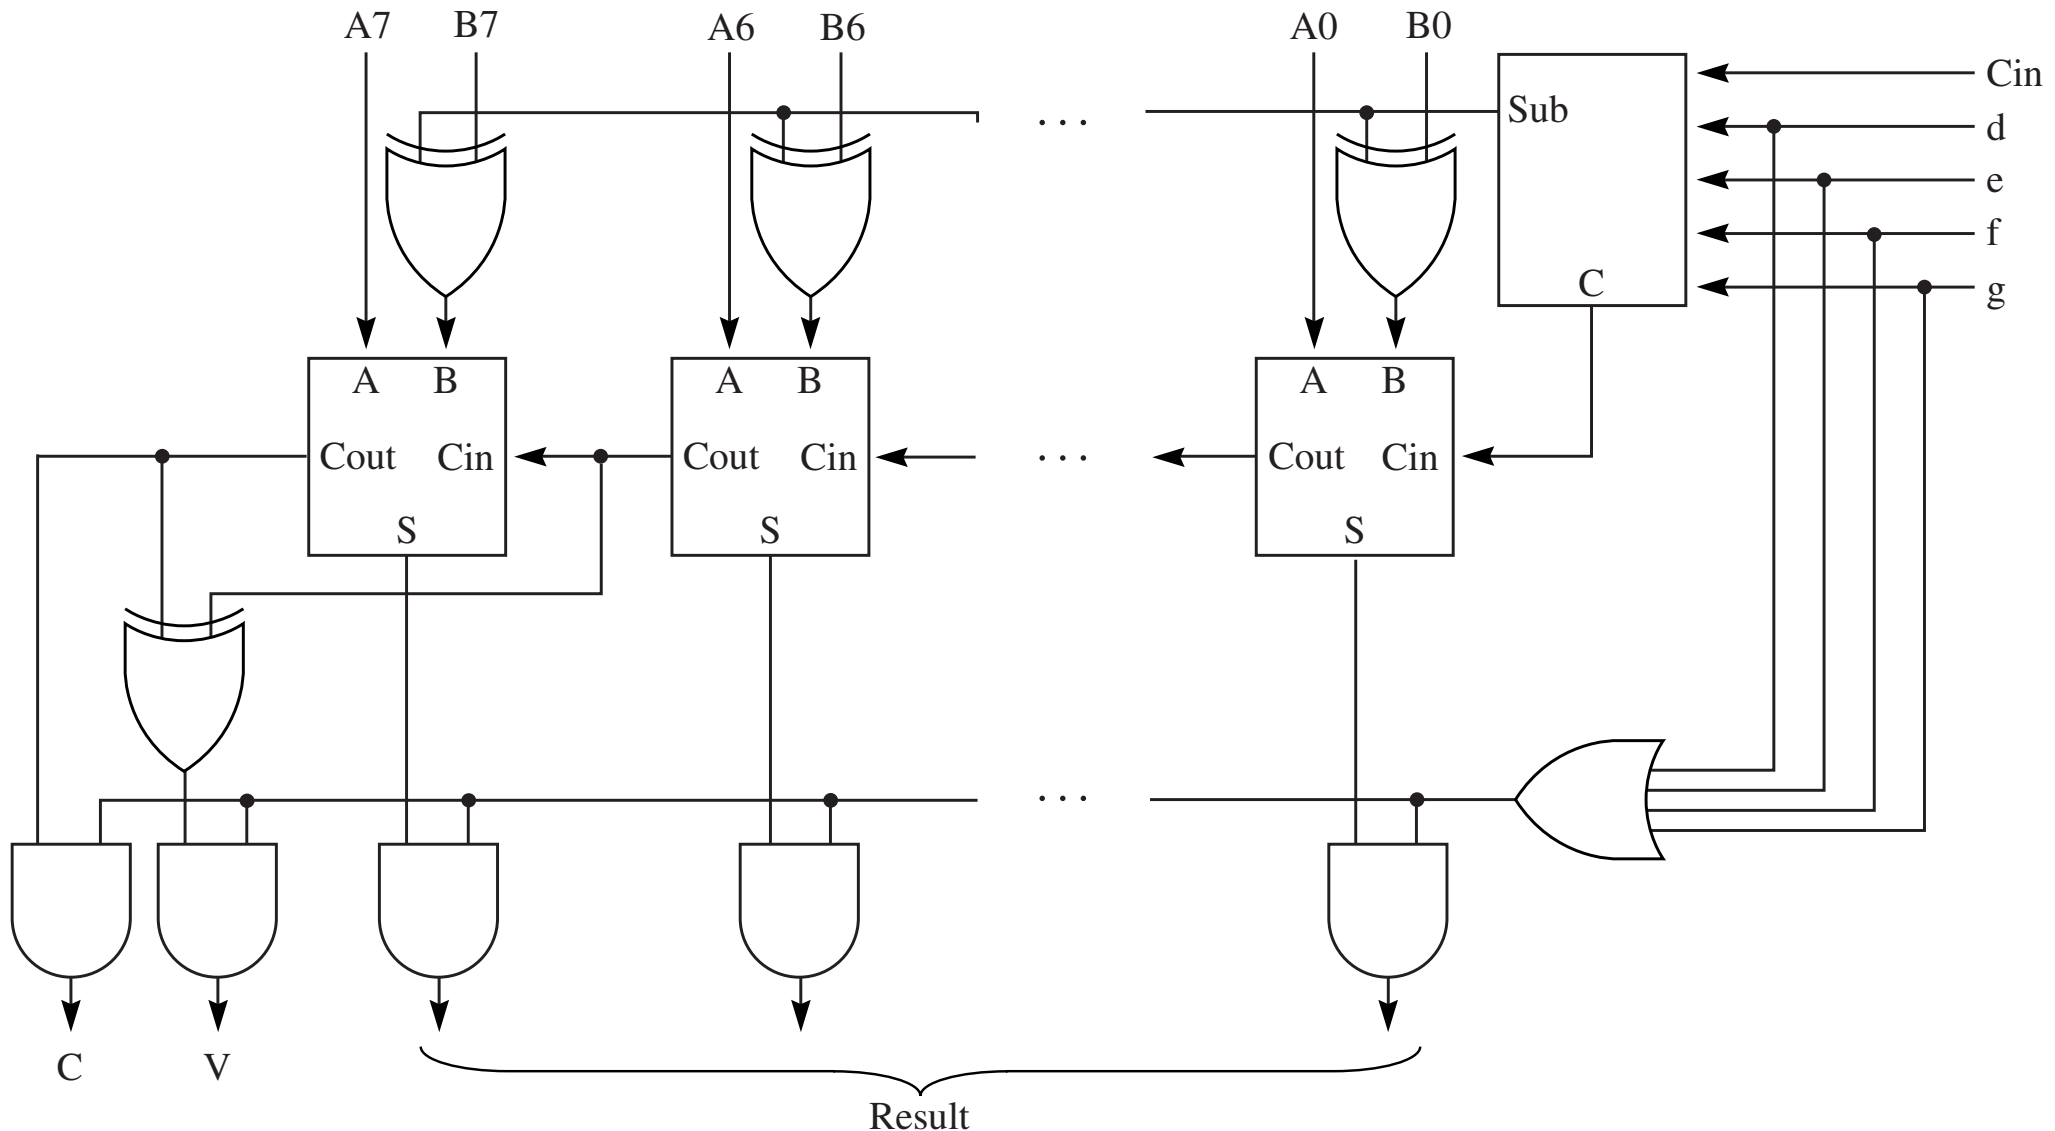 A7 B7 A6 B6 A0 B0
Cin
Sub
d
e
f
C
g
. . .
A B A B A B
Cout Cin Cout Cin . . . Cout Cin
S S S
. . .
C V
Result